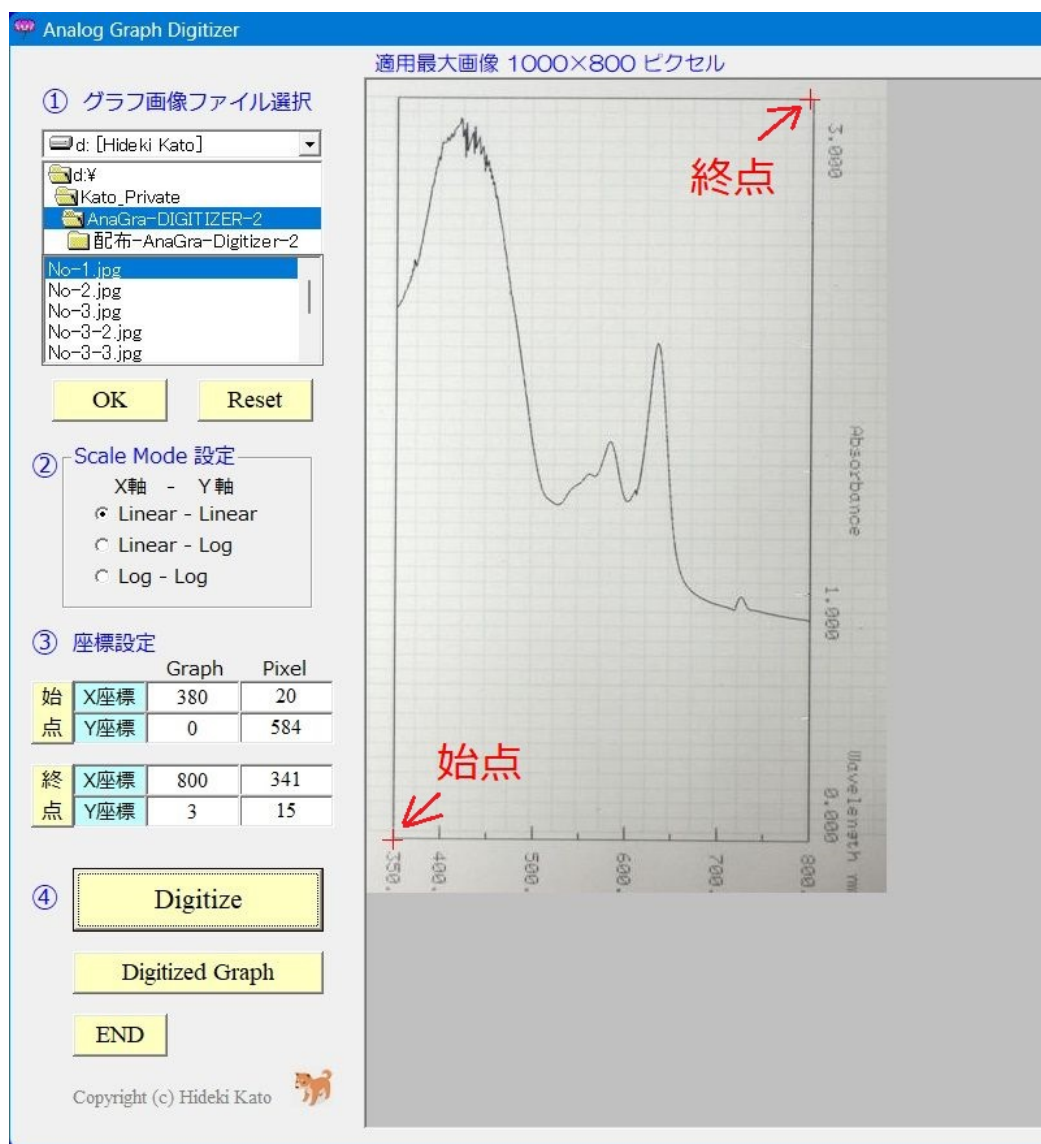 Analog Graph Digitizer
適用最大画像 1000×800 ピクセル
① グラフ画像ファイル選択
d: [Hideki Kato]
d:¥
Kato_Private
AnaGra-DIGITIZER-2
配布-AnaGra-Digitizer-2
No-1.jpg
No-2.jpg
No-3.jpg
No-3-2.jpg
No-3-3.jpg
OK Reset
② Scale Mode 設定
X軸 - Y軸
Linear - Linear
Linear - Log
Log - Log
③ 座標設定
Graph Pixel
始点 X座標 380 20
Y座標 0 584
終点 X座標 800 341
Y座標 3 15
④ Digitize
Digitized Graph
END
Copyright (c) Hideki Kato
終点
始点
3.000
Absorbance
1.000
0.000
Wavelength nm
350.
400.
500.
600.
700.
800.